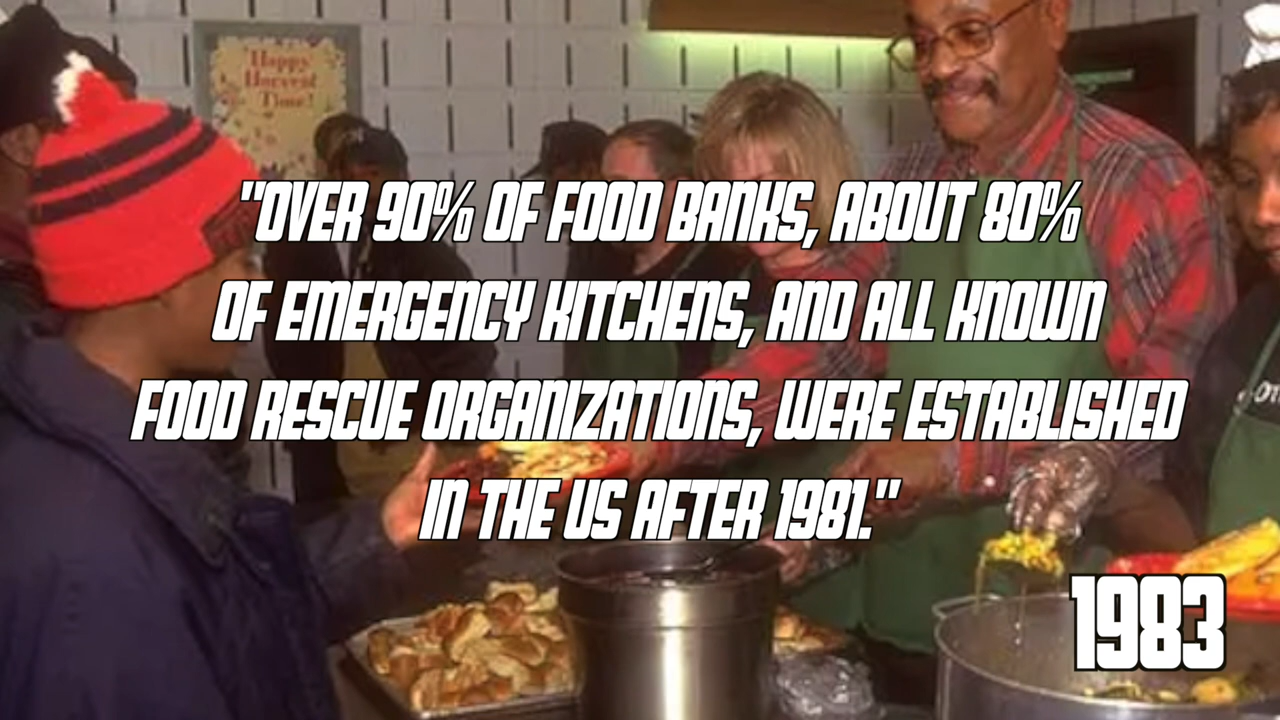 Happy
Harvest
Time!
"OVER 90% OF FOOD BANKS, ABOUT 80%
OF EMERGENCY KITCHENS, AND ALL KNOWN
FOOD RESCUE ORGANIZATIONS, WERE ESTABLISHED
IN THE US AFTER 1981."
1983